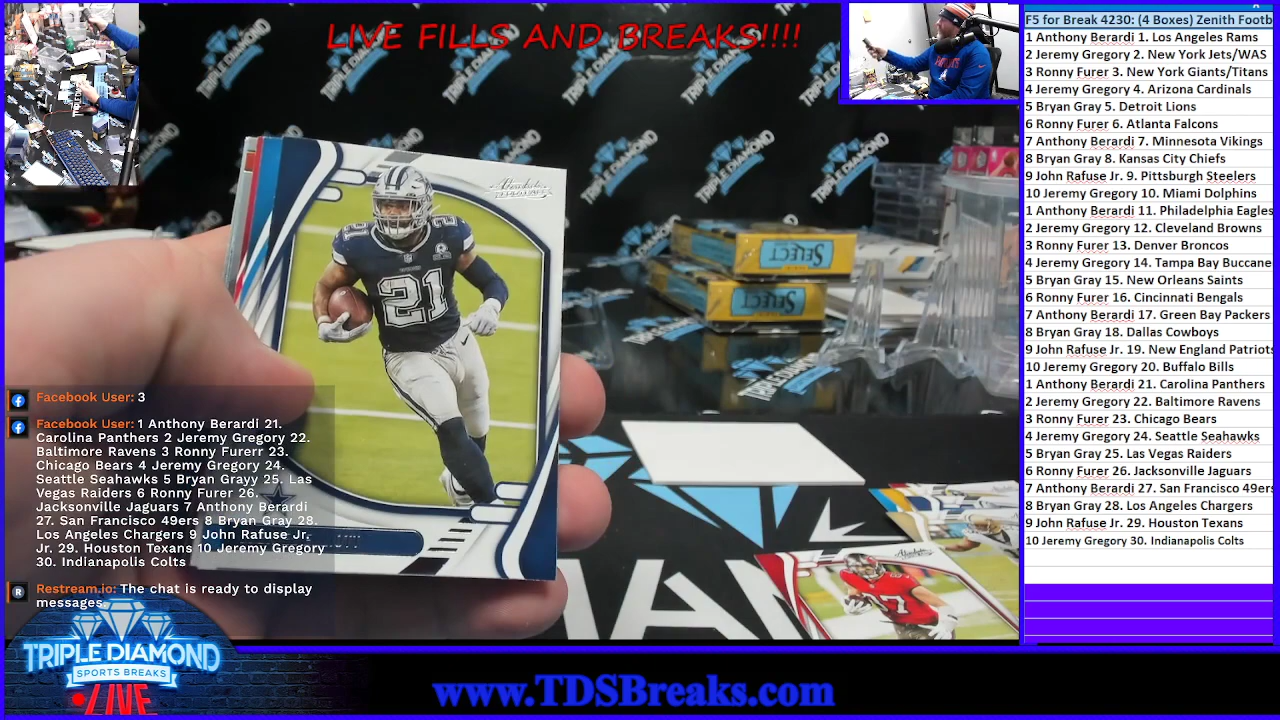 LIVE FILLS AND BREAKS!!!!
F5 for Break 4230: (4 Boxes) Zenith Footb
1 Anthony Berardi 1. Los Angeles Rams
2 Jeremy Gregory 2. New York Jets/WAS
3 Ronny Furer 3. New York Giants/Titans
4 Jeremy Gregory 4. Arizona Cardinals
5 Bryan Gray 5. Detroit Lions
6 Ronny Furer 6. Atlanta Falcons
7 Anthony Berardi 7. Minnesota Vikings
8 Bryan Gray 8. Kansas City Chiefs
9 John Rafuse Jr. 9. Pittsburgh Steelers
10 Jeremy Gregory 10. Miami Dolphins
1 Anthony Berardi 11. Philadelphia Eagles
2 Jeremy Gregory 12. Cleveland Browns
3 Ronny Furer 13. Denver Broncos
4 Jeremy Gregory 14. Tampa Bay Buccane
5 Bryan Gray 15. New Orleans Saints
6 Ronny Furer 16. Cincinnati Bengals
7 Anthony Berardi 17. Green Bay Packers
8 Bryan Gray 18. Dallas Cowboys
9 John Rafuse Jr. 19. New England Patriots
10 Jeremy Gregory 20. Buffalo Bills
1 Anthony Berardi 21. Carolina Panthers
2 Jeremy Gregory 22. Baltimore Ravens
3 Ronny Furer 23. Chicago Bears
4 Jeremy Gregory 24. Seattle Seahawks
5 Bryan Gray 25. Las Vegas Raiders
6 Ronny Furer 26. Jacksonville Jaguars
7 Anthony Berardi 27. San Francisco 49ers
8 Bryan Gray 28. Los Angeles Chargers
9 John Rafuse Jr. 29. Houston Texans
10 Jeremy Gregory 30. Indianapolis Colts
TRIPLE DIAMOND
SELECT
SELECT
Absolute
21
21
Absolute
87
Facebook User: 3
Facebook User: 1 Anthony Berardi 21.
Carolina Panthers 2 Jeremy Gregory 22.
Baltimore Ravens 3 Ronny Furerr 23.
Chicago Bears 4 Jeremy Gregory 24.
Seattle Seahawks 5 Bryan Grayy 25. Las
Vegas Raiders 6 Ronny Furer 26.
Jacksonville Jaguars 7 Anthony Berardi
27. San Francisco 49ers 8 Bryan Gray 28.
Los Angeles Chargers 9 John Rafuse Jr.
Jr. 29. Houston Texans 10 Jeremy Gregory
30. Indianapolis Colts
R Restream.io: The chat is ready to display
messages.
TRIPLE DIAMOND
SPORTS BREAKS
LIVE
www.TDSBreaks.com